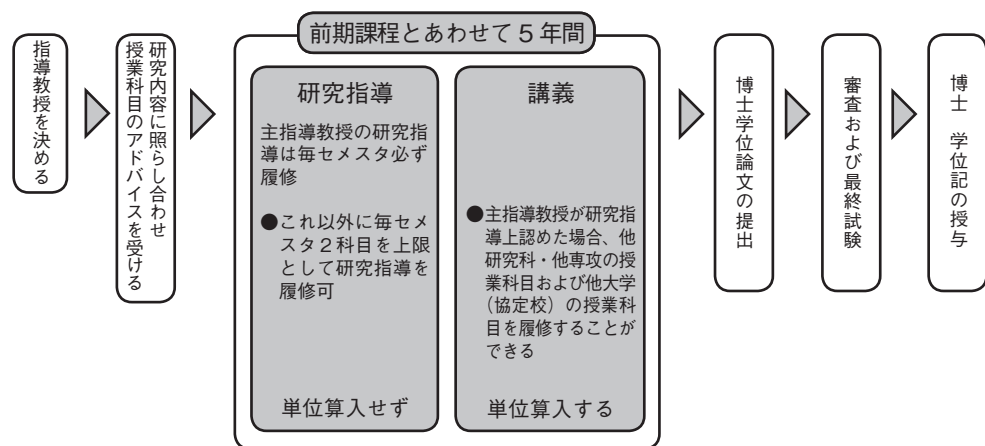 指導教授を決める
研究内容に照らし合わせ
授業科目のアドバイスを受ける
前期課程とあわせて5年間
研究指導
主指導教授の研究指
導は毎セメスタ必ず
履修
●これ以外に毎セメ
スタ2科目を上限
として研究指導を
履修可
単位算入せず
講義
●主指導教授が研究指
導上認めた場合、他
研究科・他専攻の授
業科目および他大学
(協定校)の授業科
目を履修することが
できる
単位算入する
博士学位論文の提出
審査および最終試験
博士 学位記の授与